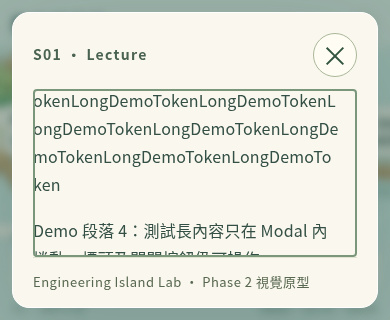 S01 • Lecture
okenLongDemoTokenLongDemoTokenL
ongDemoTokenLongDemoTokenLongDe
moTokenLongDemoTokenLongDemoTo
ken
Demo 段落 4：測試長內容只在 Modal 內
Engineering Island Lab • Phase 2 視覺原型